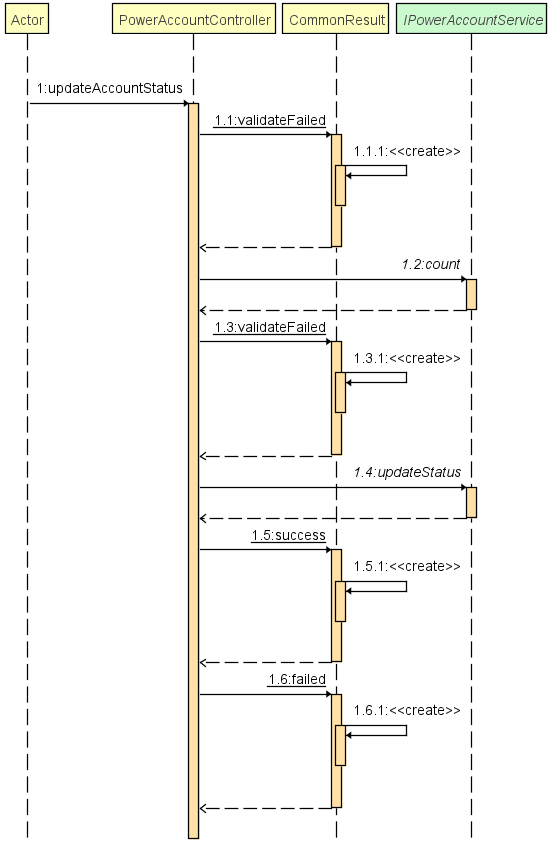 Actor
PowerAccountController
CommonResult
IPowerAccountService
1:updateAccountStatus
1.1:validateFailed
1.1.1:<<create>>
1.2:count
1.3:validateFailed
1.3.1:<<create>>
1.4:updateStatus
1.5:success
1.5.1:<<create>>
1.6:failed
1.6.1:<<create>>